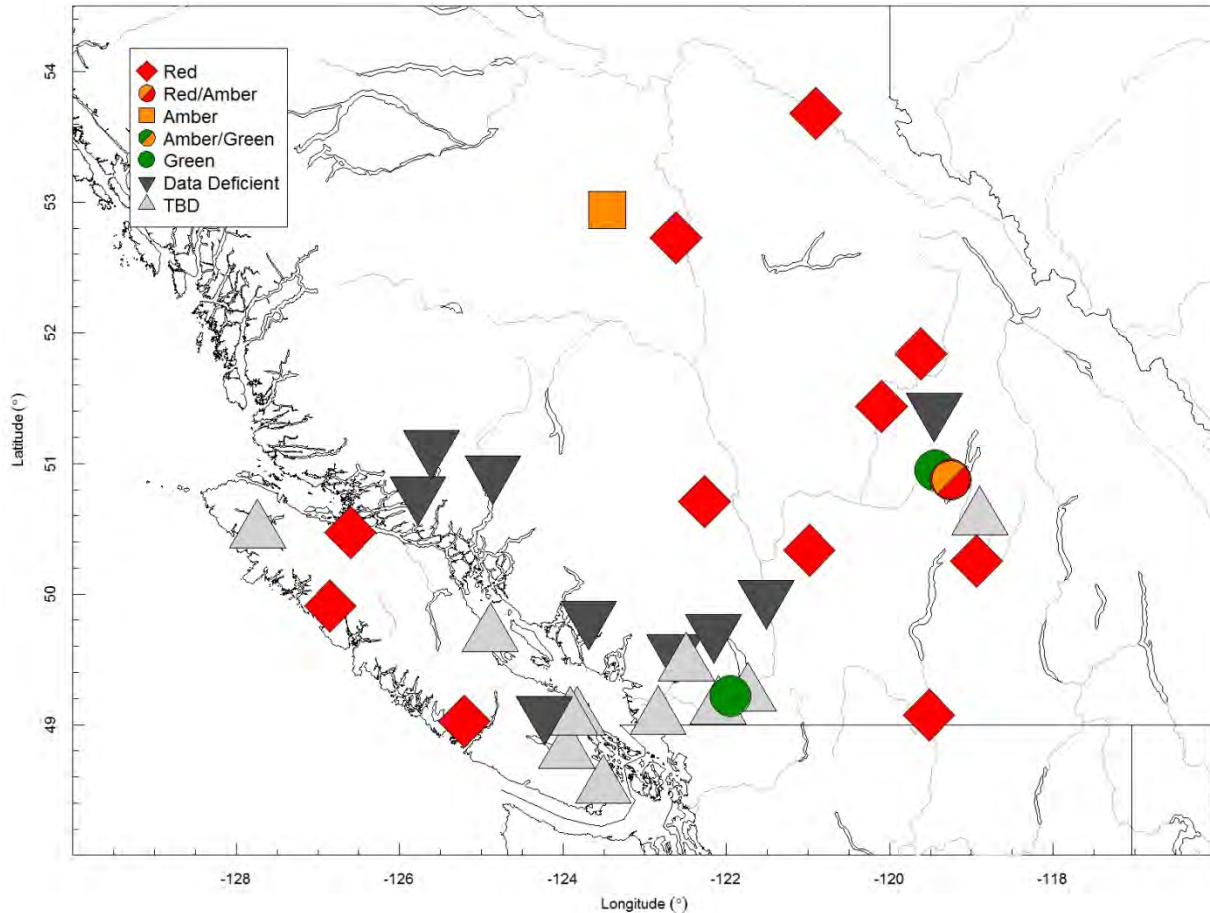 Red
Red/Amber
Amber
Amber/Green
Green
Data Deficient
TBD
54
53
52
51
50
49
Latitude (°)
-128 -126 -124 -122 -120 -118
Longitude (°)